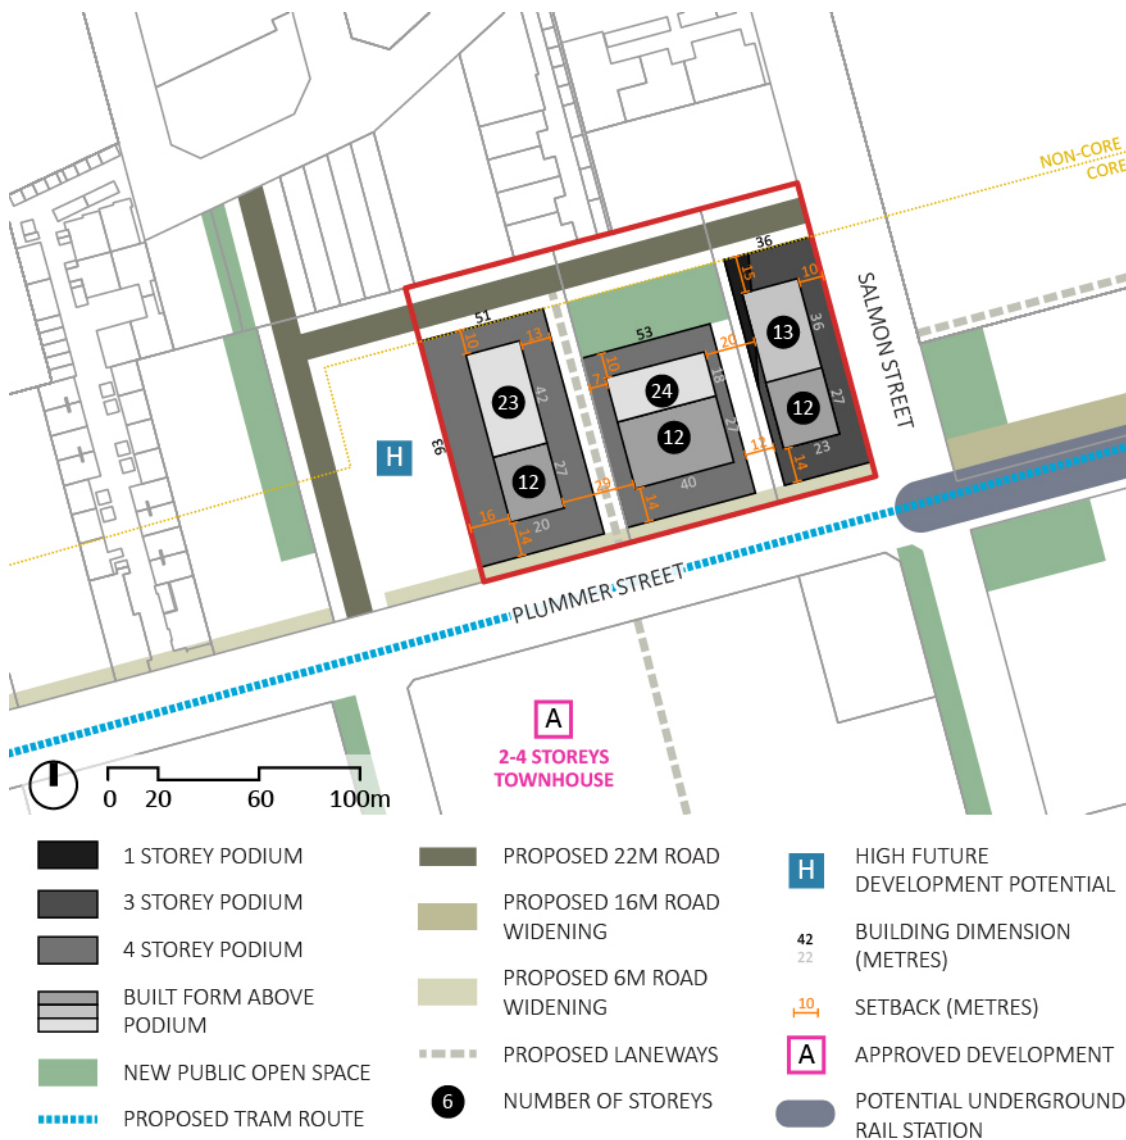 NON-CORE
CORE
36
15
10
SALMON STREET
51
13
10
53
20
13
36
10
7
18
24
23
42
12
27
12
27
12
23
H
93
12
27
14
29
40
16
14
20
14
PLUMMER STREET
A
2-4 STOREYS
TOWNHOUSE
0 20 60 100m
1 STOREY PODIUM
3 STOREY PODIUM
4 STOREY PODIUM
BUILT FORM ABOVE
PODIUM
NEW PUBLIC OPEN SPACE
PROPOSED TRAM ROUTE
PROPOSED 22M ROAD
PROPOSED 16M ROAD
WIDENING
PROPOSED 6M ROAD
WIDENING
PROPOSED LANEWAYS
6 NUMBER OF STOREYS
H HIGH FUTURE
DEVELOPMENT POTENTIAL
42 BUILDING DIMENSION
22 (METRES)
10 SETBACK (METRES)
A APPROVED DEVELOPMENT
POTENTIAL UNDERGROUND
RAIL STATION